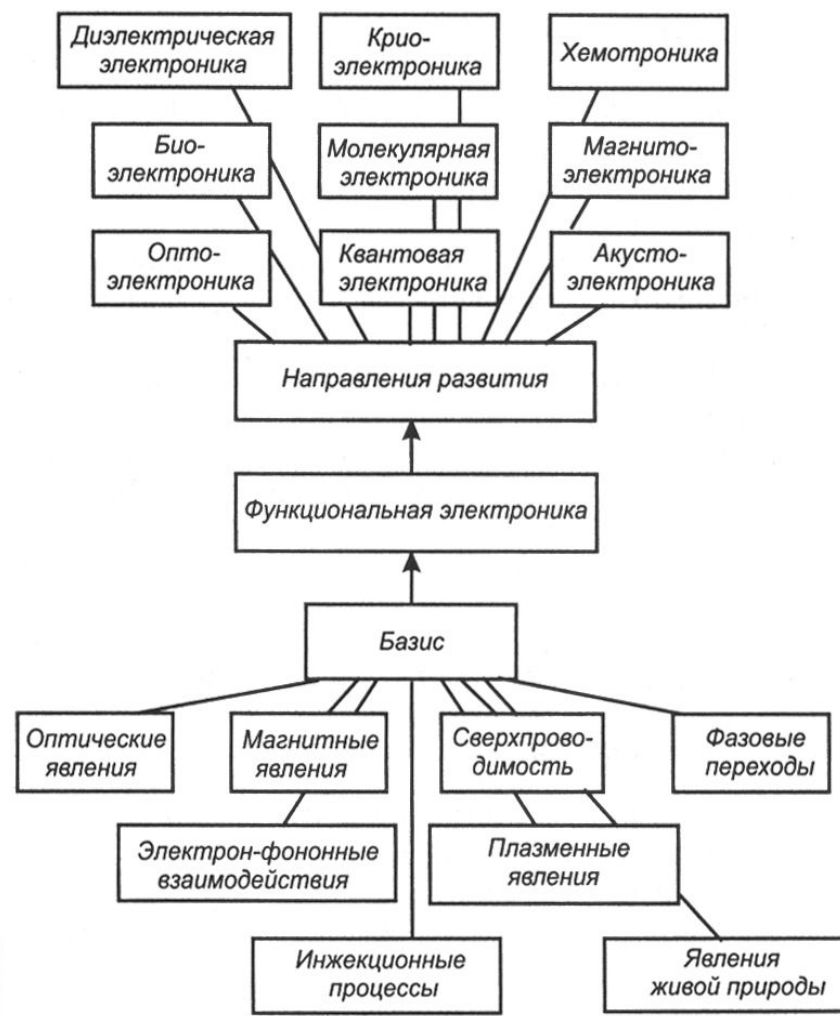 Диэлектрическая
электроника
Крио-
электроника
Хемотроника
Био-
электроника
Молекулярная
электроника
Магнито-
электроника
Опто-
электроника
Квантовая
электроника
Акусто-
электроника
Направления развития
Функциональная электроника
Базис
Оптические
явления
Магнитные
явления
Сверхпрово-
димость
Фазовые
переходы
Электрон-фононные
взаимодействия
Плазменные
явления
Инжекционные
процессы
Явления
живой природы